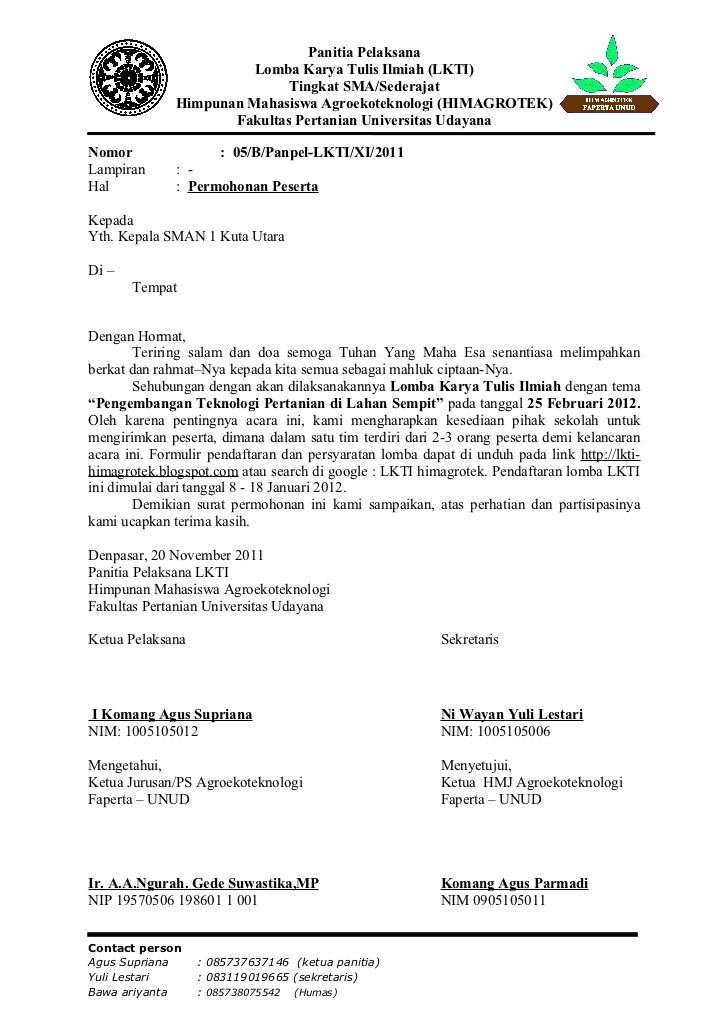 Panitia Pelaksana
Lomba Karya Tulis Ilmiah (LKTI)
Tingkat SMA/Sederajat
Himpunan Mahasiswa Agroekoteknologi (HIMAGROTEK)
Fakultas Pertanian Universitas Udayana
HIMAGROTEK
FAPERTA UNUD
Nomor : 05/B/Panpel-LKTI/XI/2011
Lampiran : -
Hal : Permohonan Peserta
Kepada
Yth. Kepala SMAN 1 Kuta Utara
Di –
Tempat
Dengan Hormat,
Teriring salam dan doa semoga Tuhan Yang Maha Esa senantiasa melimpahkan
berkat dan rahmat–Nya kepada kita semua sebagai mahluk ciptaan-Nya.
Sehubungan dengan akan dilaksanakannya Lomba Karya Tulis Ilmiah dengan tema
“Pengembangan Teknologi Pertanian di Lahan Sempit” pada tanggal 25 Februari 2012.
Oleh karena pentingnya acara ini, kami mengharapkan kesediaan pihak sekolah untuk
mengirimkan peserta, dimana dalam satu tim terdiri dari 2-3 orang peserta demi kelancaran
acara ini. Formulir pendaftaran dan persyaratan lomba dapat di unduh pada link http://lkti-
himagrotek.blogspot.com atau search di google : LKTI himagrotek. Pendaftaran lomba LKTI
ini dimulai dari tanggal 8 - 18 Januari 2012.
Demikian surat permohonan ini kami sampaikan, atas perhatian dan partisipasinya
kami ucapkan terima kasih.
Denpasar, 20 November 2011
Panitia Pelaksana LKTI
Himpunan Mahasiswa Agroekoteknologi
Fakultas Pertanian Universitas Udayana
Ketua Pelaksana Sekretaris
I Komang Agus Supriana Ni Wayan Yuli Lestari
NIM: 1005105012 NIM: 1005105006
Mengetahui, Menyetujui,
Ketua Jurusan/PS Agroekoteknologi Ketua HMJ Agroekoteknologi
Faperta – UNUD Faperta – UNUD
Ir. A.A.Ngurah. Gede Suwastika,MP Komang Agus Parmadi
NIP 19570506 198601 1 001 NIM 0905105011
Contact person
Agus Supriana : 085737637146 (ketua panitia)
Yuli Lestari : 083119019665 (sekretaris)
Bawa ariyanta : 085738075542 (Humas)